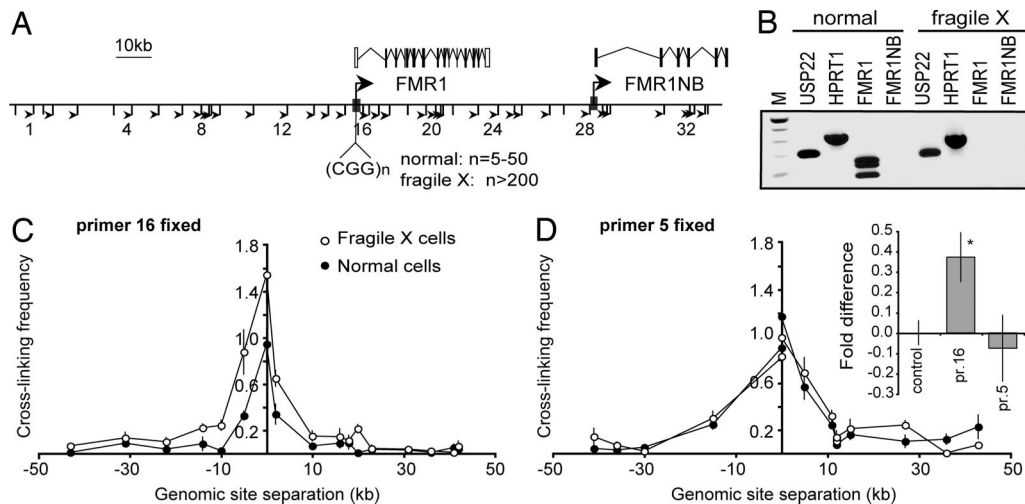 A
10kb
FMR1
FMR1NB
1 4 8 12 16 20 24 28 32
(CGG)n
normal: n=5-50
fragile X: n>200
B
normal fragile X
M USP22 HPRT1 FMR1 FMR1NB USP22 HPRT1 FMR1 FMR1NB
C
primer 16 fixed
Fragile X cells
Normal cells
Cross-linking frequency
1.8
1.4
1.0
0.6
0.2
-50 -30 -10 10 30 50
Genomic site separation (kb)
D
primer 5 fixed
Cross-linking frequency
1.8
1.4
1.0
0.6
0.2
-50 -30 -10 10 30 50
Genomic site separation (kb)
Fold difference
0.5
0.4
0.3
0.2
0.1
0.0
-0.1
-0.2
-0.3
control pr.16 pr.5
*